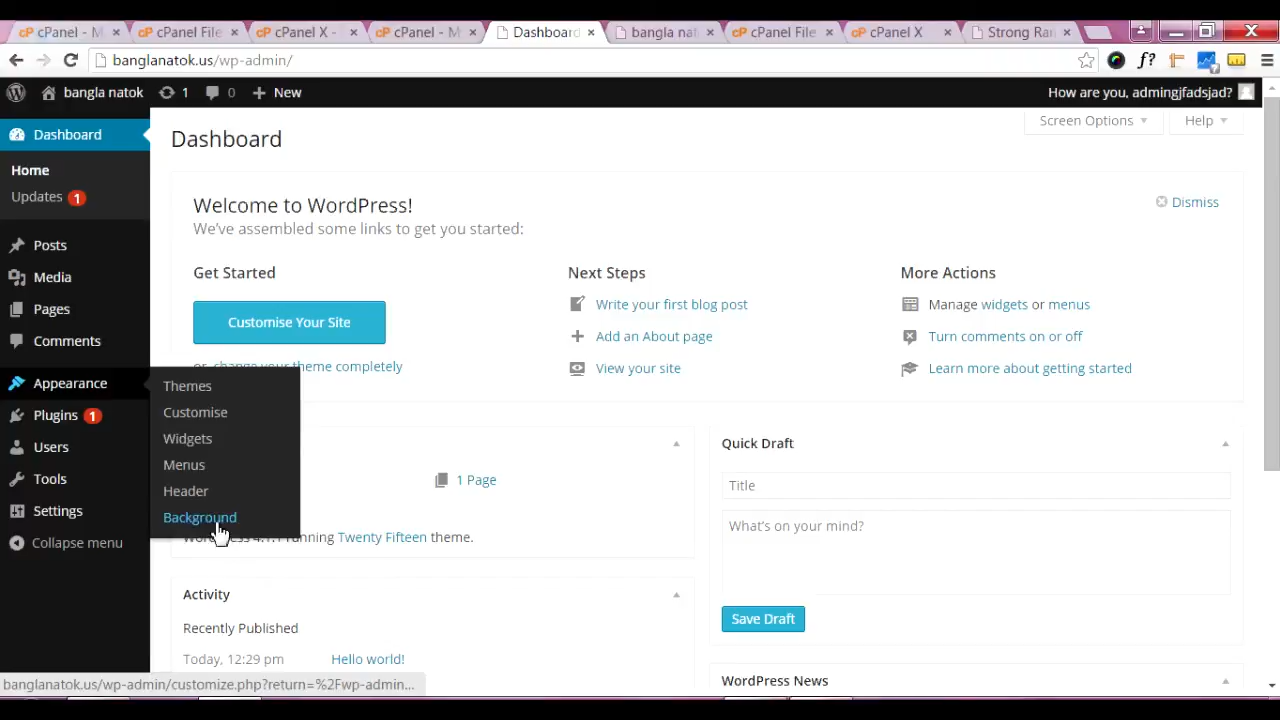 cPanel - M
cPanel File
cPanel X -
cPanel - M
Dashboard
bangla nat
cPanel File
cPanel X
Strong Ran
banglanatok.us/wp-admin/
bangla natok
1
0
New
How are you, admingjfadsjad?
Dashboard
Home
Updates 1
Posts
Media
Pages
Comments
Appearance
Plugins 1
Users
Tools
Settings
Collapse menu
Themes
Customise
Widgets
Menus
Header
Background
Dashboard
Screen Options
Help
Welcome to WordPress!
We've assembled some links to get you started:
Dismiss
Get Started
Customise Your Site
or, change your theme completely
Next Steps
Write your first blog post
Add an About page
View your site
More Actions
Manage widgets or menus
Turn comments on or off
Learn more about getting started
1 Page
WordPress 4.1.1 running Twenty Fifteen theme.
Activity
Recently Published
Today, 12:29 pm Hello world!
Quick Draft
Title
What's on your mind?
Save Draft
WordPress News
banglanatok.us/wp-admin/customize.php?return=%2Fwp-admin...